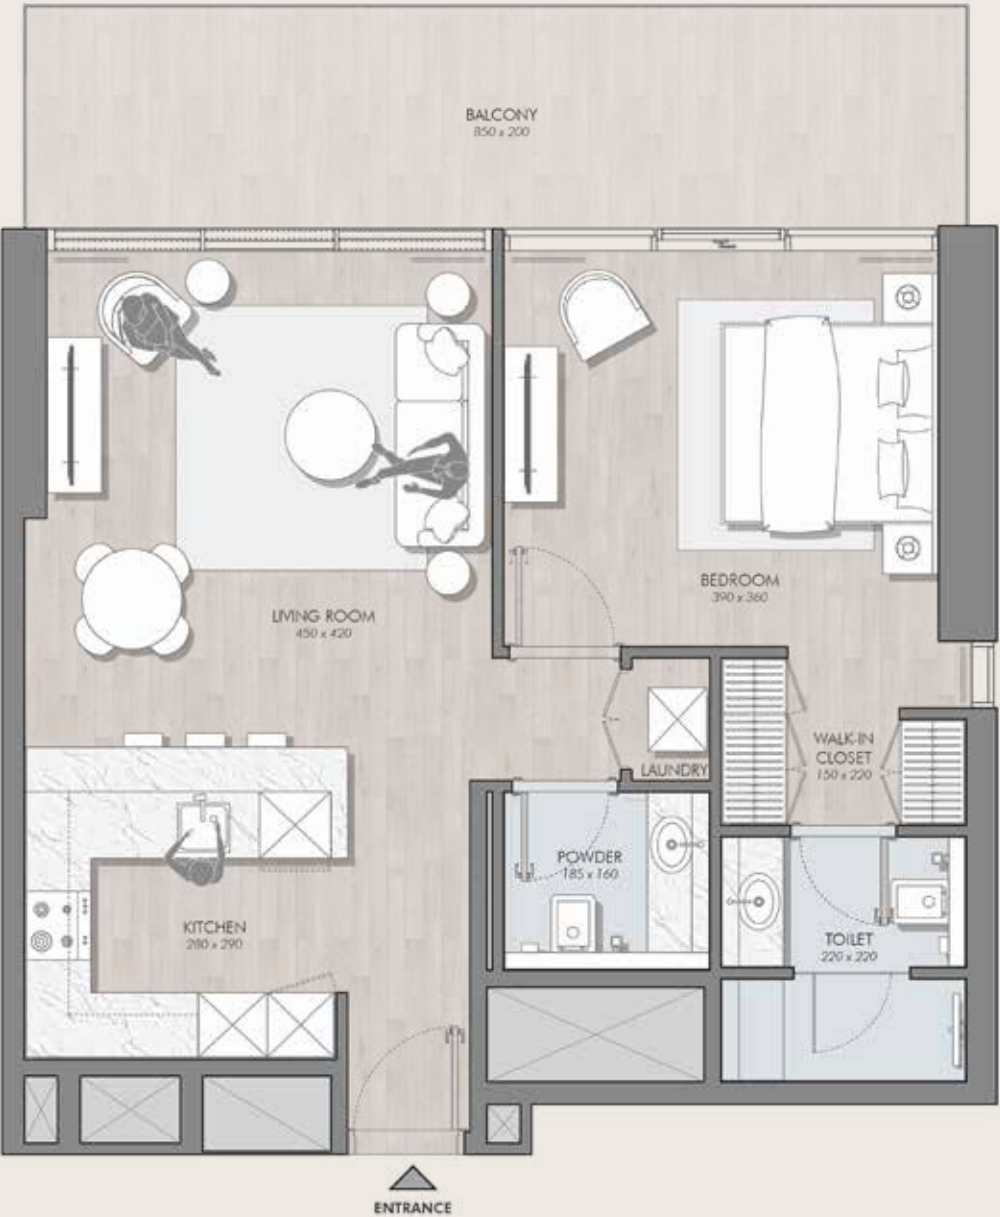 BALCONY
850 x 200
BEDROOM
390 x 360
LIVING ROOM
450 x 420
WALK-IN
CLOSET
150 x 220
LAUNDRY
POWDER
185 x 160
KITCHEN
280 x 290
TOILET
220 x 220
ENTRANCE